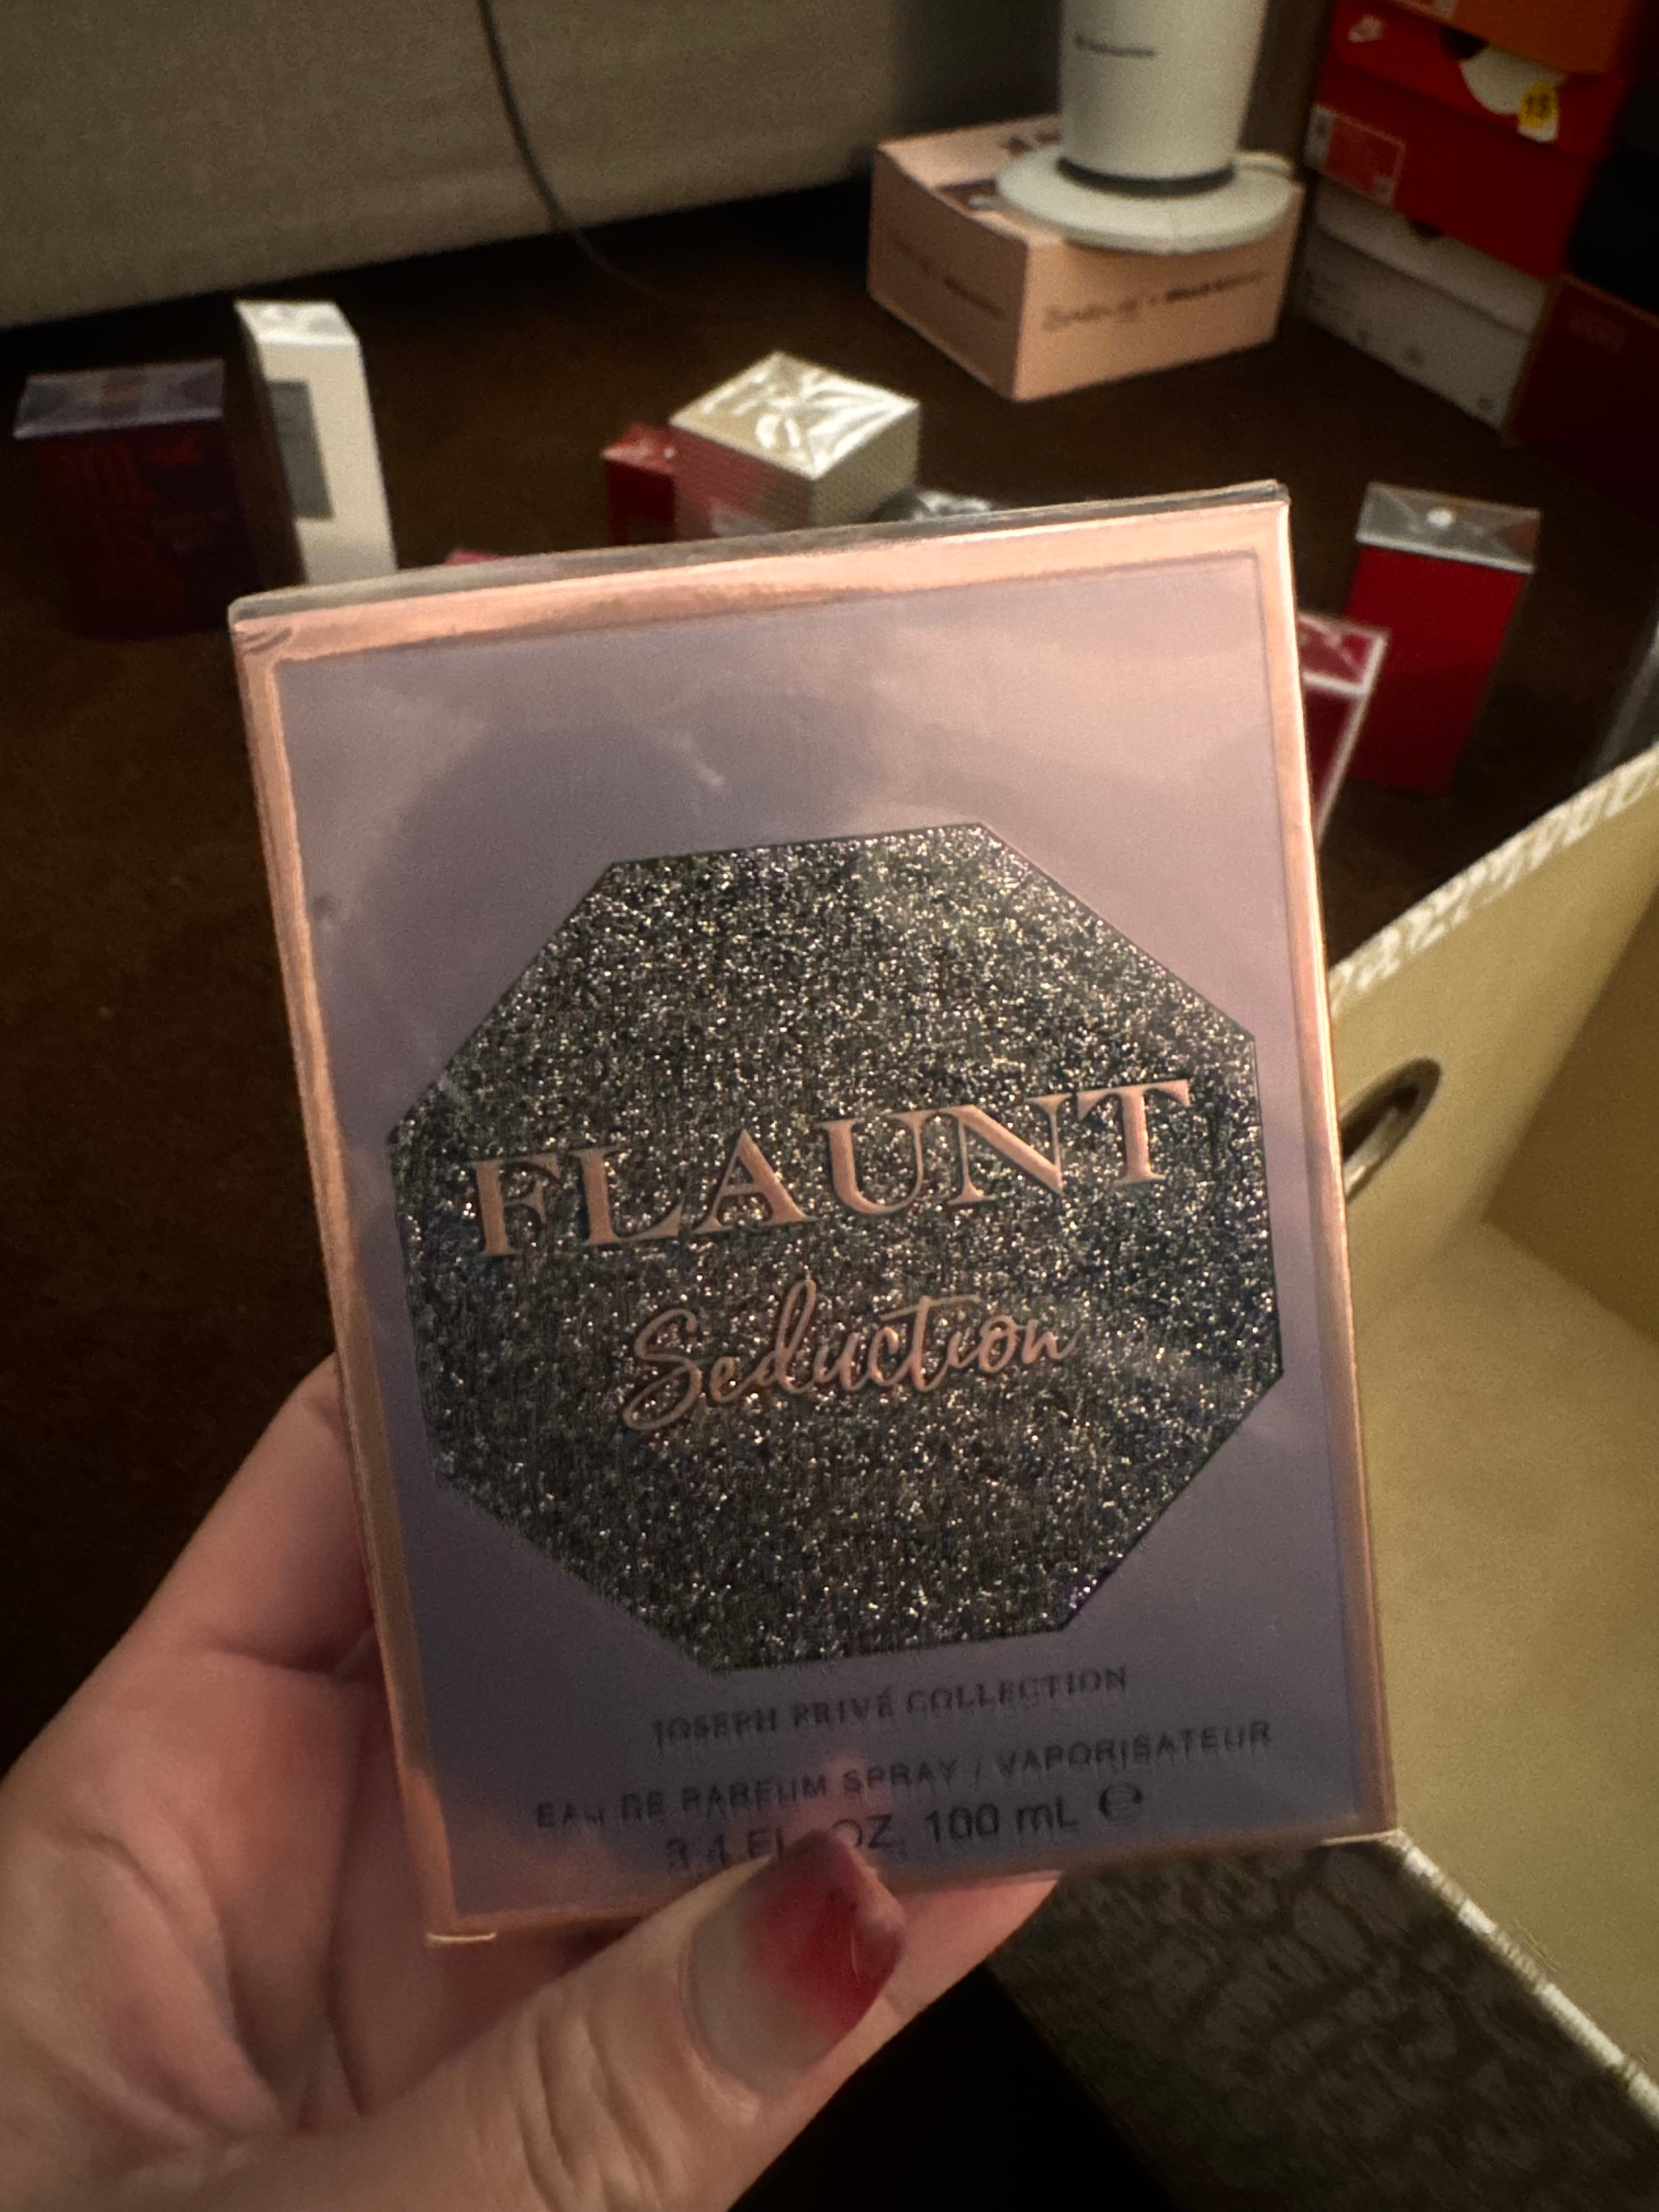 FLAUNT
Seduction
JOSEPH PRIVÉ COLLECTION
EAU DE PARFUM SPRAY / VAPORISATEUR
3.4 FL. OZ. 100 mL ℮